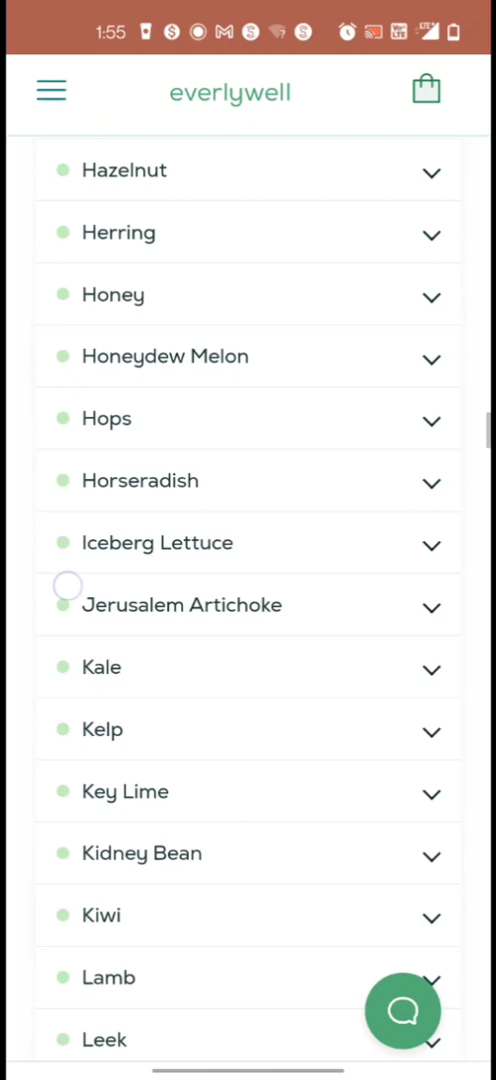 1:55
LTE
everlywell
Hazelnut
Herring
Honey
Honeydew Melon
Hops
Horseradish
Iceberg Lettuce
Jerusalem Artichoke
Kale
Kelp
Key Lime
Kidney Bean
Kiwi
Lamb
Leek